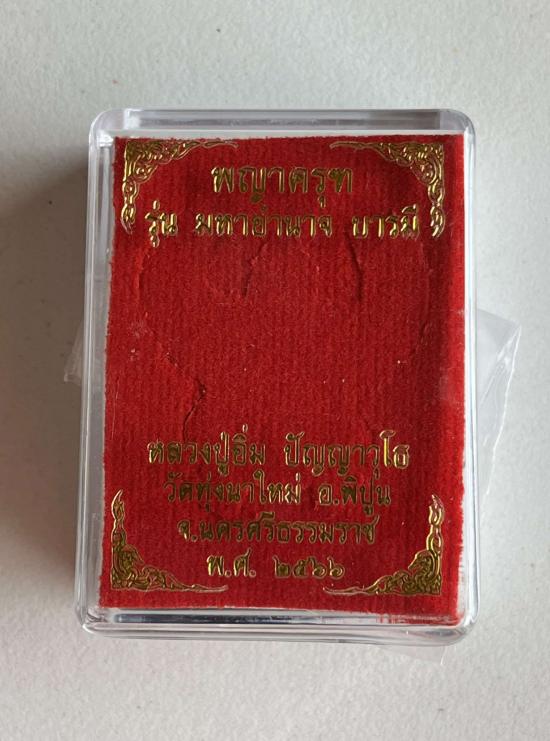 พญาครุฑ
รุ่น มหาอำนาจ บารมี
หลวงปู่อิ่ม ปัญญาวุโธ
วัดทุ่งนาใหม่ อ.พิปูน
จ.นครศรีธรรมราช
พ.ศ. ๒๕๖๖